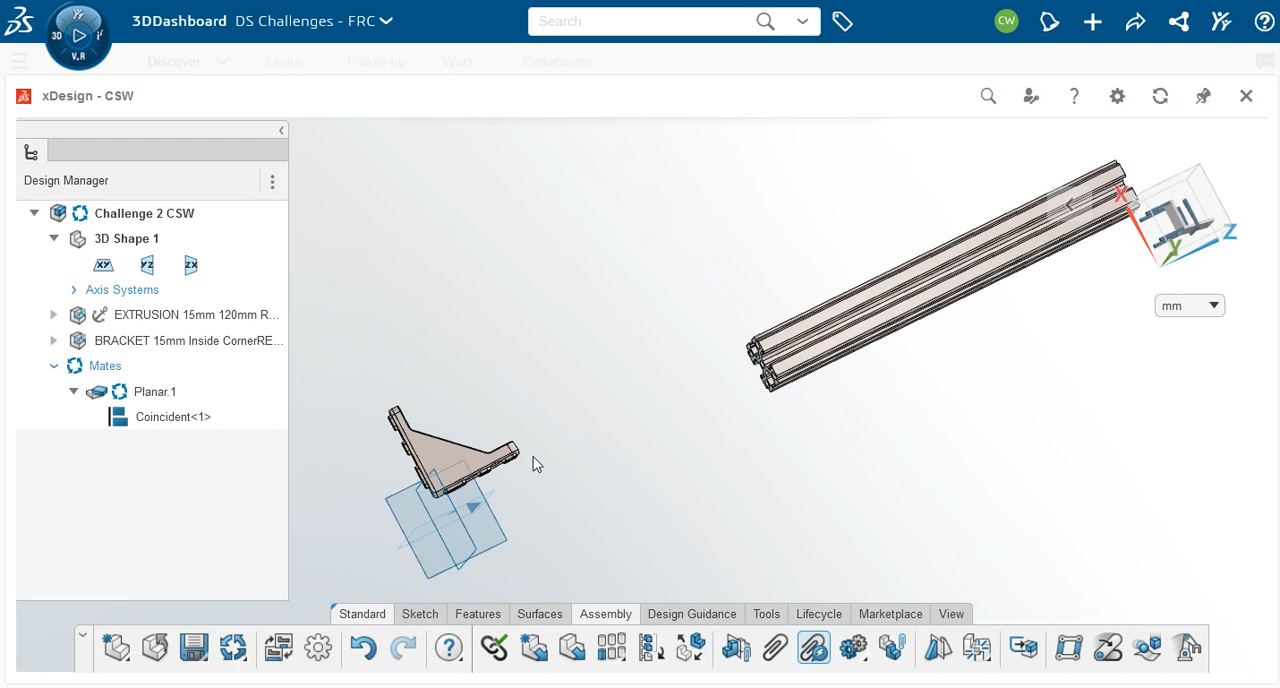 3DDashboard DS Challenges - FRC
Search
CW
3D
V,R
Discover Learn Follow up Work Collaborate
xDesign - CSW
Design Manager
Challenge 2 CSW
3D Shape 1
XY YZ ZX
Axis Systems
EXTRUSION 15mm 120mm R...
BRACKET 15mm Inside CornerRE...
Mates
Planar.1
Coincident<1>
X
Y
Z
mm
Standard Sketch Features Surfaces Assembly Design Guidance Tools Lifecycle Marketplace View